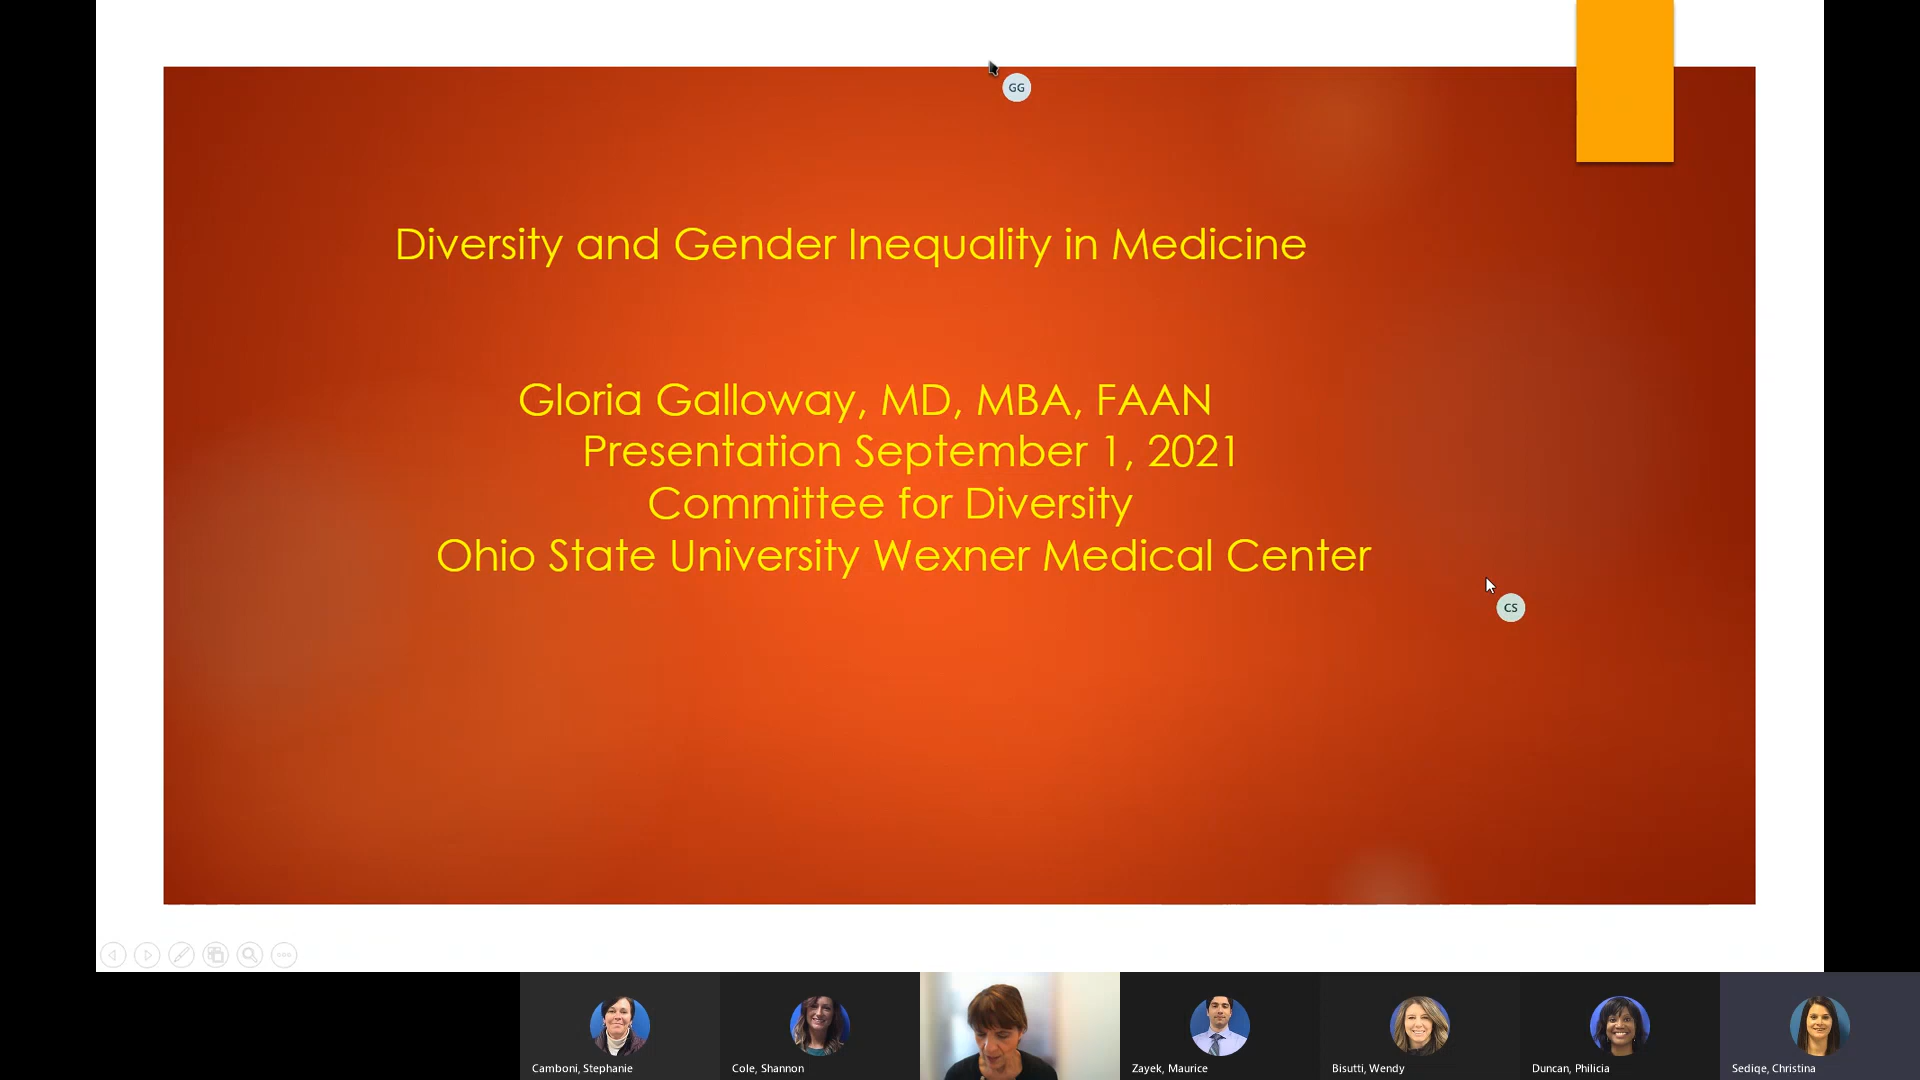 GG
Diversity and Gender Inequality in Medicine
Gloria Galloway, MD, MBA, FAAN
Presentation September 1, 2021
Committee for Diversity
Ohio State University Wexner Medical Center
CS
Camboni, Stephanie
Cole, Shannon
Zayek, Maurice
Bisutti, Wendy
Duncan, Philicia
Sediqe, Christina